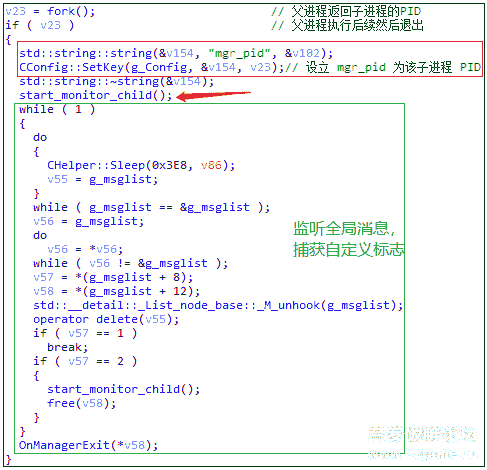 v23 = fork(); // 父进程返回子进程的PID
if ( v23 ) // 父进程执行后续然后退出
{
std::string::string(&v154, "mgr_pid", &v102);
CConfig::SetKey(g_Config, &v154, v23);// 设立 mgr_pid 为该子进程 PID
std::string::~string(&v154);
start_monitor_child();
while ( 1 )
{
do
{
CHelper::Sleep(0x3E8, v86);
v55 = g_msglist;
}
while ( g_msglist == &g_msglist );
v56 = g_msglist;
do
v56 = *v56;
while ( v56 != &g_msglist );
v57 = *(g_msglist + 8);
v58 = *(g_msglist + 12);
std::__detail::_List_node_base::_M_unhook(g_msglist);
operator delete(v55);
if ( v57 == 1 )
break;
if ( v57 == 2 )
{
start_monitor_child();
free(v58);
}
}
OnManagerExit(*v58);
}
监听全局消息，
捕获自定义标志